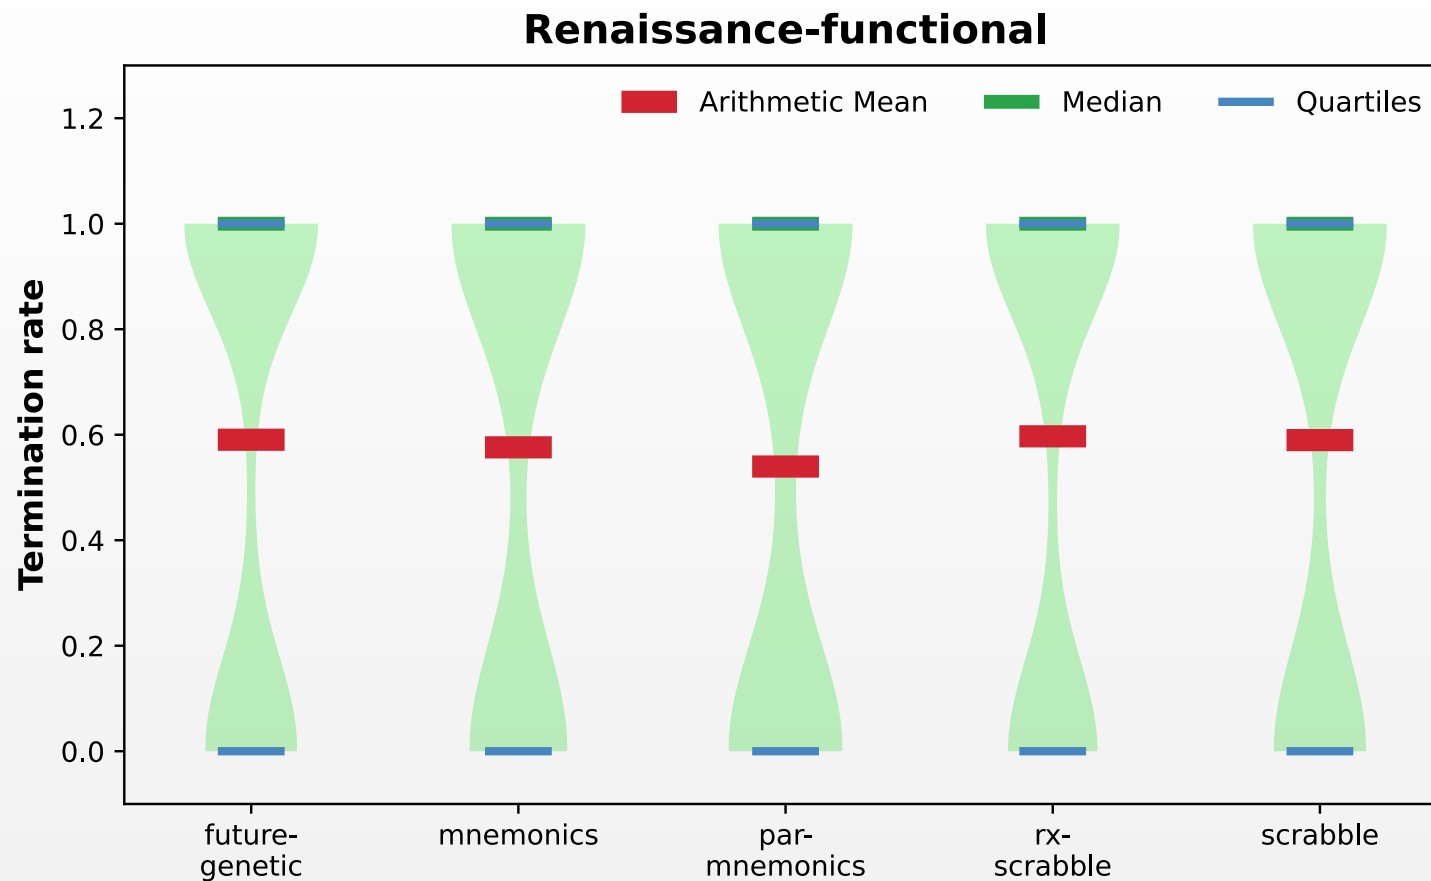 Renaissance-functional
Arithmetic Mean Median Quartiles
Termination rate
1.2
1.0
0.8
0.6
0.4
0.2
0.0
future-
genetic
mnemonics
par-
mnemonics
rx-
scrabble
scrabble